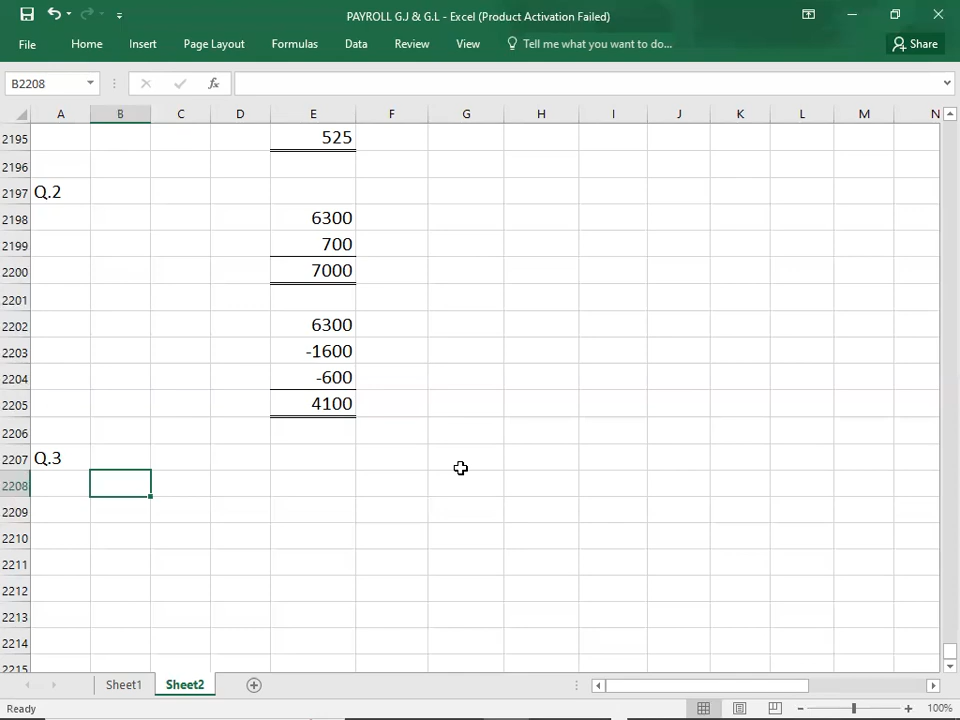 PAYROLL G.J & G.L - Excel (Product Activation Failed)
File Home Insert Page Layout Formulas Data Review View Tell me what you want to do... Share
B2208 fx
A B C D E F G H I J K L M N
2195 525
2196
2197 Q.2
2198 6300
2199 700
2200 7000
2201
2202 6300
2203 -1600
2204 -600
2205 4100
2206
2207 Q.3
2208
2209
2210
2211
2212
2213
2214
2215
Sheet1 Sheet2
Ready 100%